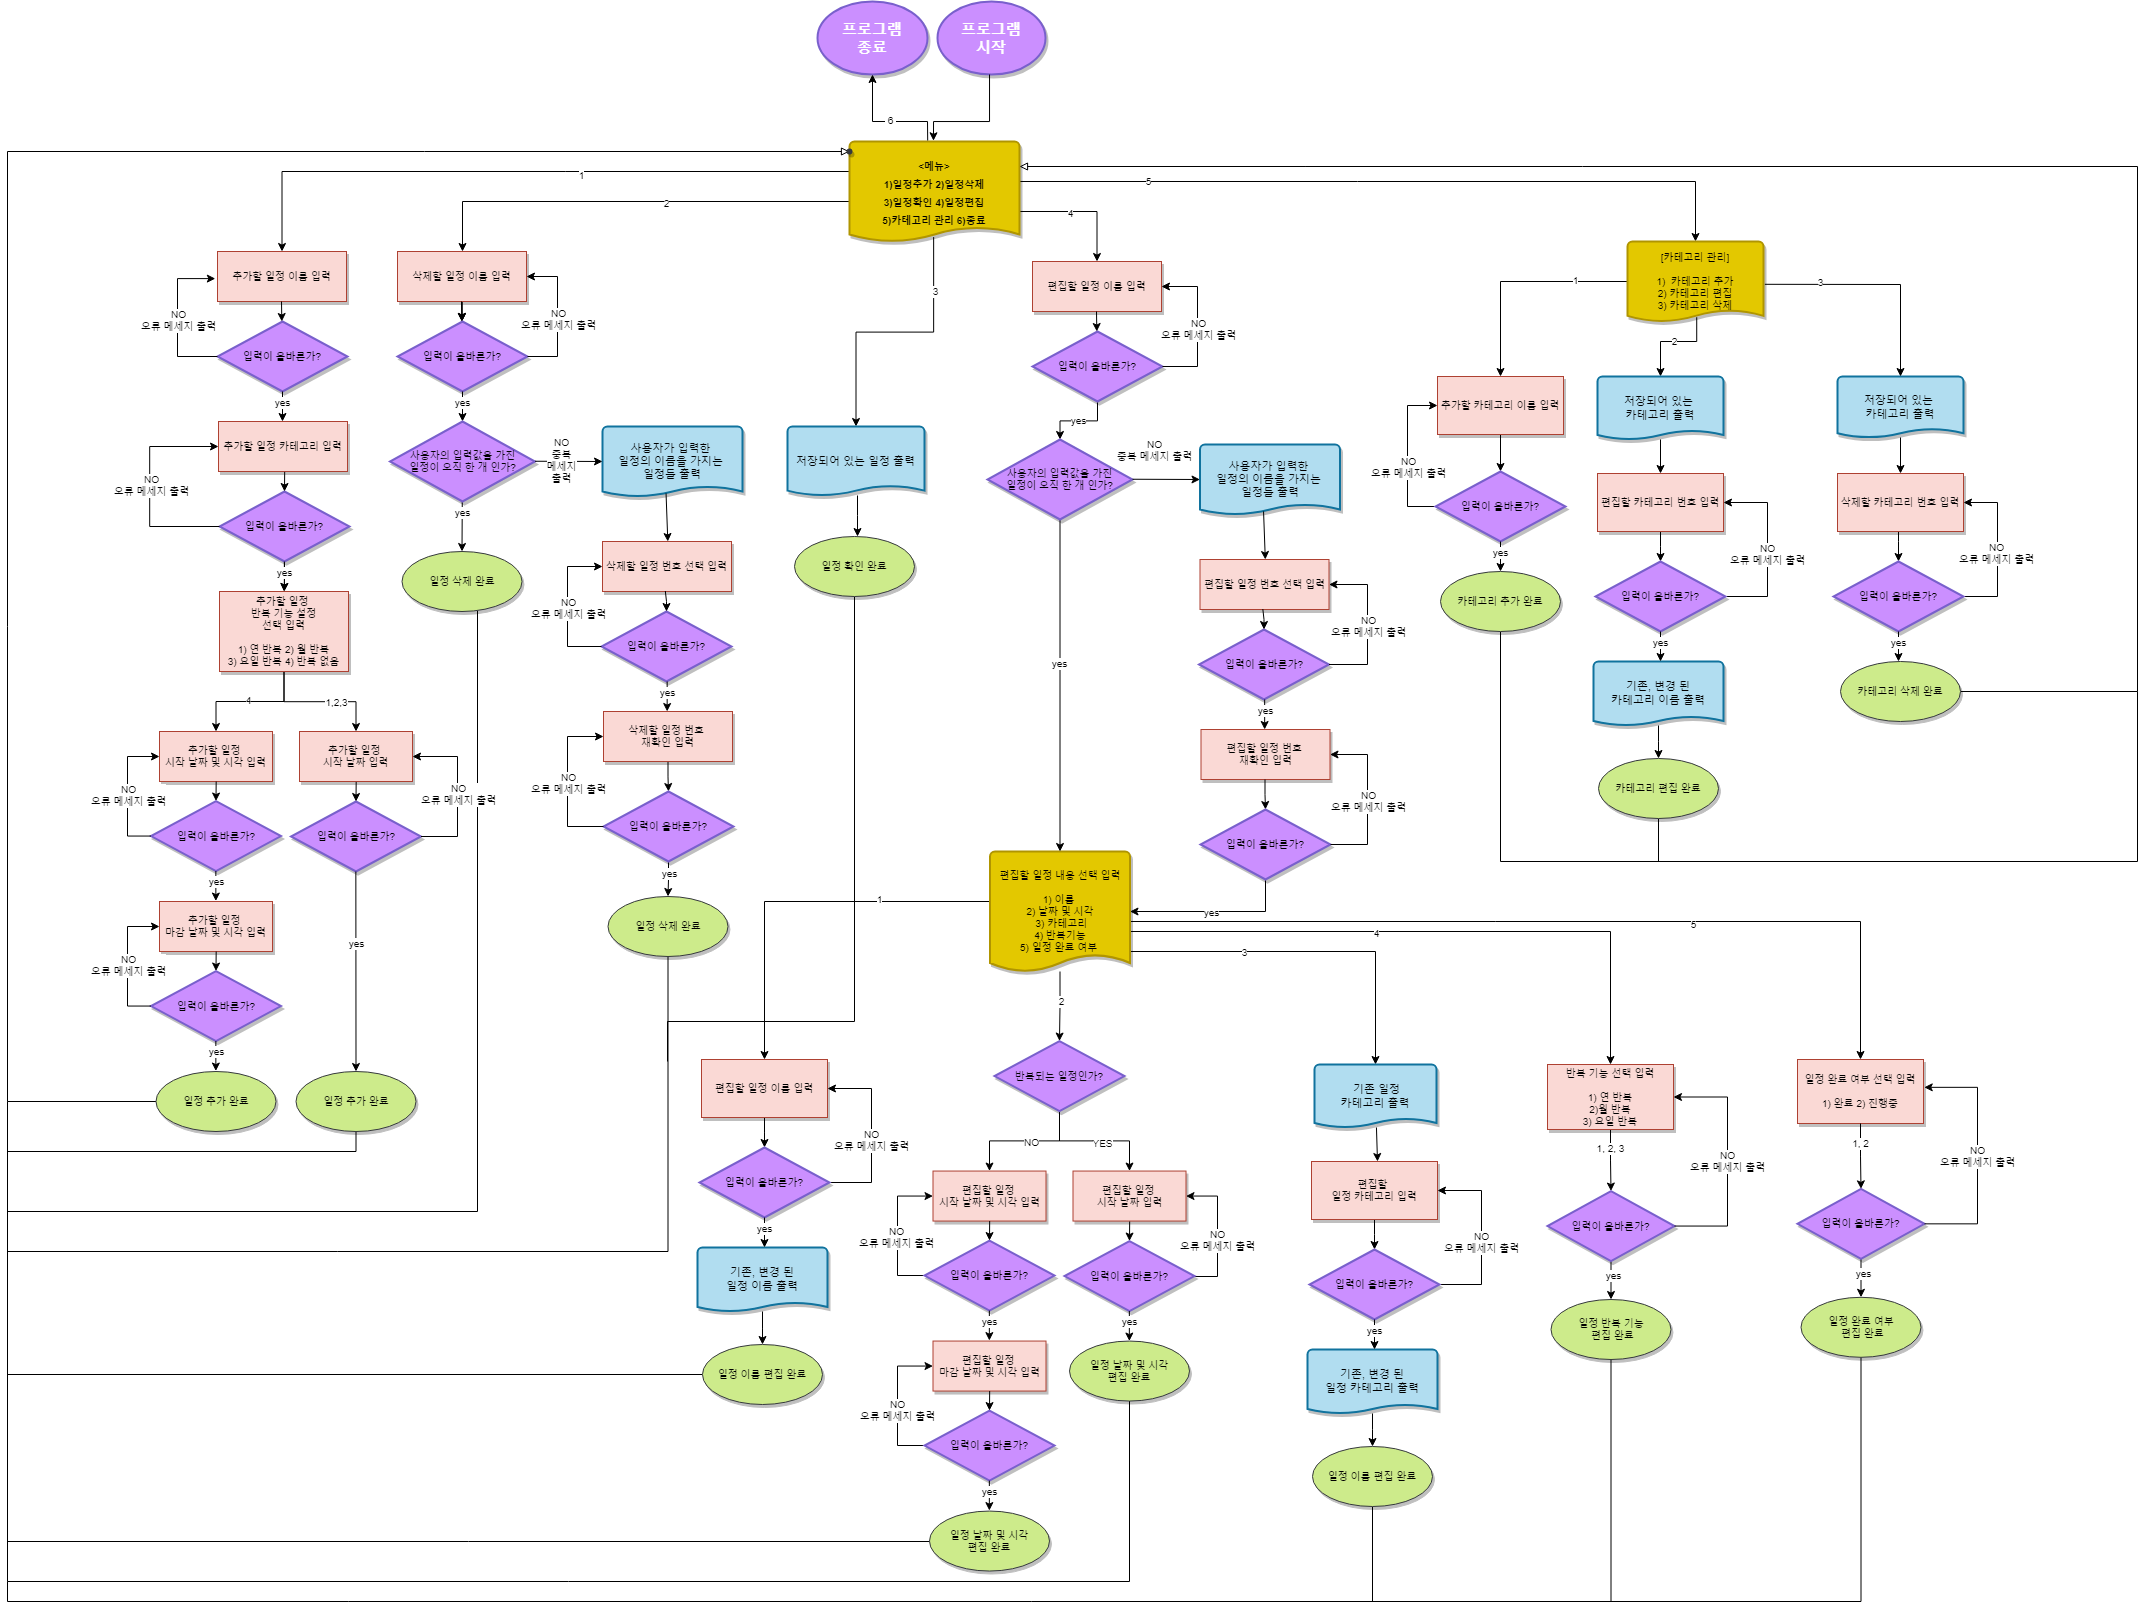 프로그램
종료
프로그램
시작
6
<메뉴>
1)일정추가 2)일정삭제
3)일정확인 4)일정편집
5)카테고리 관리 6)종료
1
2
3
4
5
추가할 일정 이름 입력
NO
오류 메세지 출력
입력이 올바른가?
yes
추가할 일정 카테고리 입력
NO
오류 메세지 출력
입력이 올바른가?
yes
추가할 일정
반복 기능 설정
선택 입력
1) 연 반복 2) 월 반복
3) 요일 반복 4) 반복 없음
4
1,2,3
추가할 일정
시작 날짜 및 시각 입력
NO
오류 메세지 출력
입력이 올바른가?
yes
추가할 일정
마감 날짜 및 시각 입력
NO
오류 메세지 출력
입력이 올바른가?
yes
일정 추가 완료
추가할 일정
시작 날짜 입력
NO
오류 메세지 출력
입력이 올바른가?
yes
일정 추가 완료
삭제할 일정 이름 입력
NO
오류 메세지 출력
입력이 올바른가?
yes
사용자의 입력값을 가진
일정이 오직 한 개 인가?
yes
일정 삭제 완료
NO
중복
메세지
출력
사용자가 입력한
일정의 이름을 가지는
일정들 출력
삭제할 일정 번호 선택 입력
NO
오류 메세지 출력
입력이 올바른가?
yes
삭제할 일정 번호
재확인 입력
NO
오류 메세지 출력
입력이 올바른가?
yes
일정 삭제 완료
저장되어 있는 일정 출력
일정 확인 완료
편집할 일정 이름 입력
NO
오류 메세지 출력
입력이 올바른가?
yes
사용자의 입력값을 가진
일정이 오직 한 개 인가?
NO
중복 메세지 출력
사용자가 입력한
일정의 이름을 가지는
일정들 출력
편집할 일정 번호 선택 입력
NO
오류 메세지 출력
입력이 올바른가?
yes
편집할 일정 번호
재확인 입력
NO
오류 메세지 출력
입력이 올바른가?
yes
yes
편집할 일정 내용 선택 입력
1) 이름
2) 날짜 및 시각
3) 카테고리
4) 반복기능
5) 일정 완료 여부
1
2
3
4
5
편집할 일정 이름 입력
NO
오류 메세지 출력
입력이 올바른가?
yes
기존, 변경 된
일정 이름 출력
일정 이름 편집 완료
반복되는 일정인가?
NO
YES
편집할 일정
시작 날짜 및 시각 입력
NO
오류 메세지 출력
입력이 올바른가?
yes
편집할 일정
마감 날짜 및 시각 입력
NO
오류 메세지 출력
입력이 올바른가?
yes
일정 날짜 및 시각
편집 완료
편집할 일정
시작 날짜 입력
NO
오류 메세지 출력
입력이 올바른가?
yes
일정 날짜 및 시각
편집 완료
기존 일정
카테고리 출력
편집할
일정 카테고리 입력
NO
오류 메세지 출력
입력이 올바른가?
yes
기존, 변경 된
일정 카테고리 출력
일정 이름 편집 완료
반복 기능 선택 입력
1) 연 반복
2)월 반복
3) 요일 반복
1, 2, 3
NO
오류 메세지 출력
입력이 올바른가?
yes
일정 반복 기능
편집 완료
일정 완료 여부 선택 입력
1) 완료 2) 진행중
1, 2
NO
오류 메세지 출력
입력이 올바른가?
yes
일정 완료 여부
편집 완료
[카테고리 관리]
1) 카테고리 추가
2) 카테고리 편집
3) 카테고리 삭제
1
2
3
추가할 카테고리 이름 입력
NO
오류 메세지 출력
입력이 올바른가?
yes
카테고리 추가 완료
저장되어 있는
카테고리 출력
편집할 카테고리 번호 입력
NO
오류 메세지 출력
입력이 올바른가?
yes
기존, 변경 된
카테고리 이름 출력
카테고리 편집 완료
저장되어 있는
카테고리 출력
삭제할 카테고리 번호 입력
NO
오류 메세지 출력
입력이 올바른가?
yes
카테고리 삭제 완료